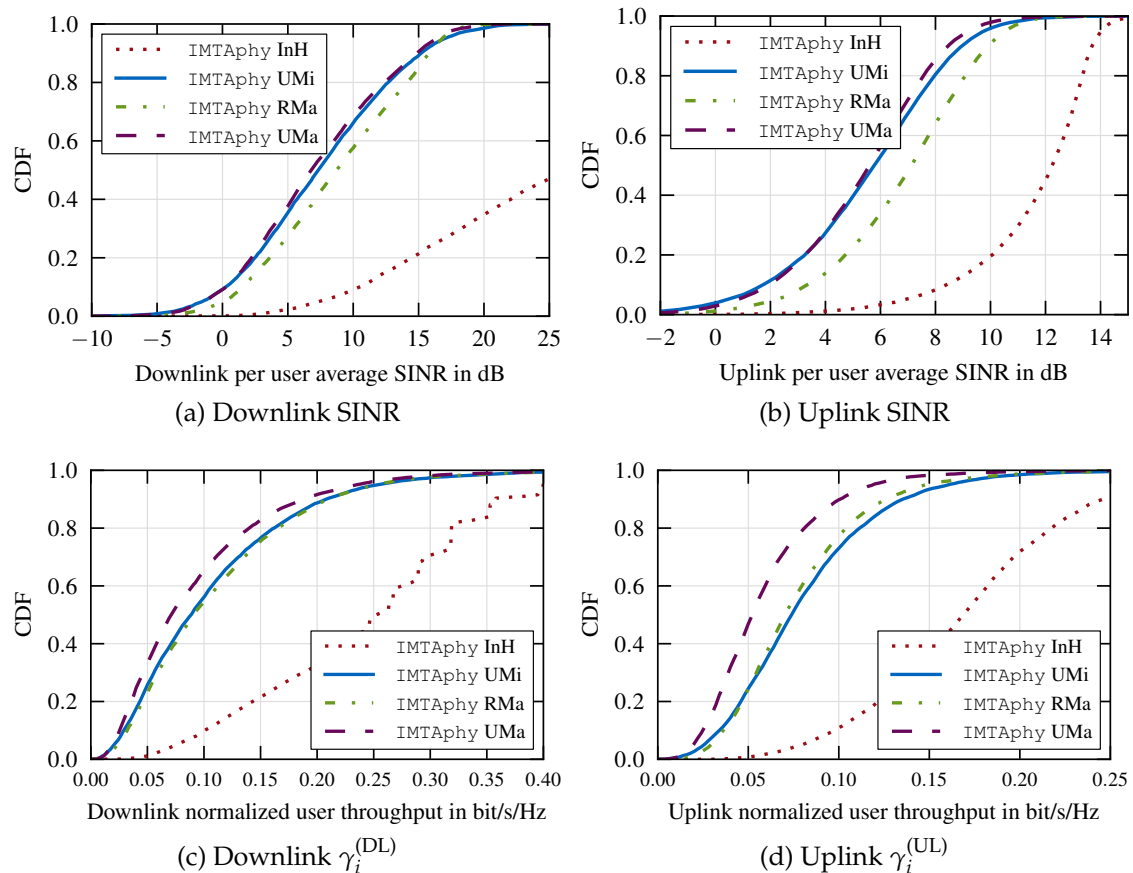 1.0
0.8
0.6
0.4
0.2
0.0
CDF
IMTAphy InH
IMTAphy UMi
IMTAphy RMa
IMTAphy UMa
−10 −5 0 5 10 15 20 25
Downlink per user average SINR in dB
(a) Downlink SINR
1.0
0.8
0.6
0.4
0.2
0.0
CDF
IMTAphy InH
IMTAphy UMi
IMTAphy RMa
IMTAphy UMa
−2 0 2 4 6 8 10 12 14
Uplink per user average SINR in dB
(b) Uplink SINR
1.0
0.8
0.6
0.4
0.2
0.0
CDF
IMTAphy InH
IMTAphy UMi
IMTAphy RMa
IMTAphy UMa
0.00 0.05 0.10 0.15 0.20 0.25 0.30 0.35 0.40
Downlink normalized user throughput in bit/s/Hz
(c) Downlink γ_i^(DL)
1.0
0.8
0.6
0.4
0.2
0.0
CDF
IMTAphy InH
IMTAphy UMi
IMTAphy RMa
IMTAphy UMa
0.00 0.05 0.10 0.15 0.20 0.25
Uplink normalized user throughput in bit/s/Hz
(d) Uplink γ_i^(UL)